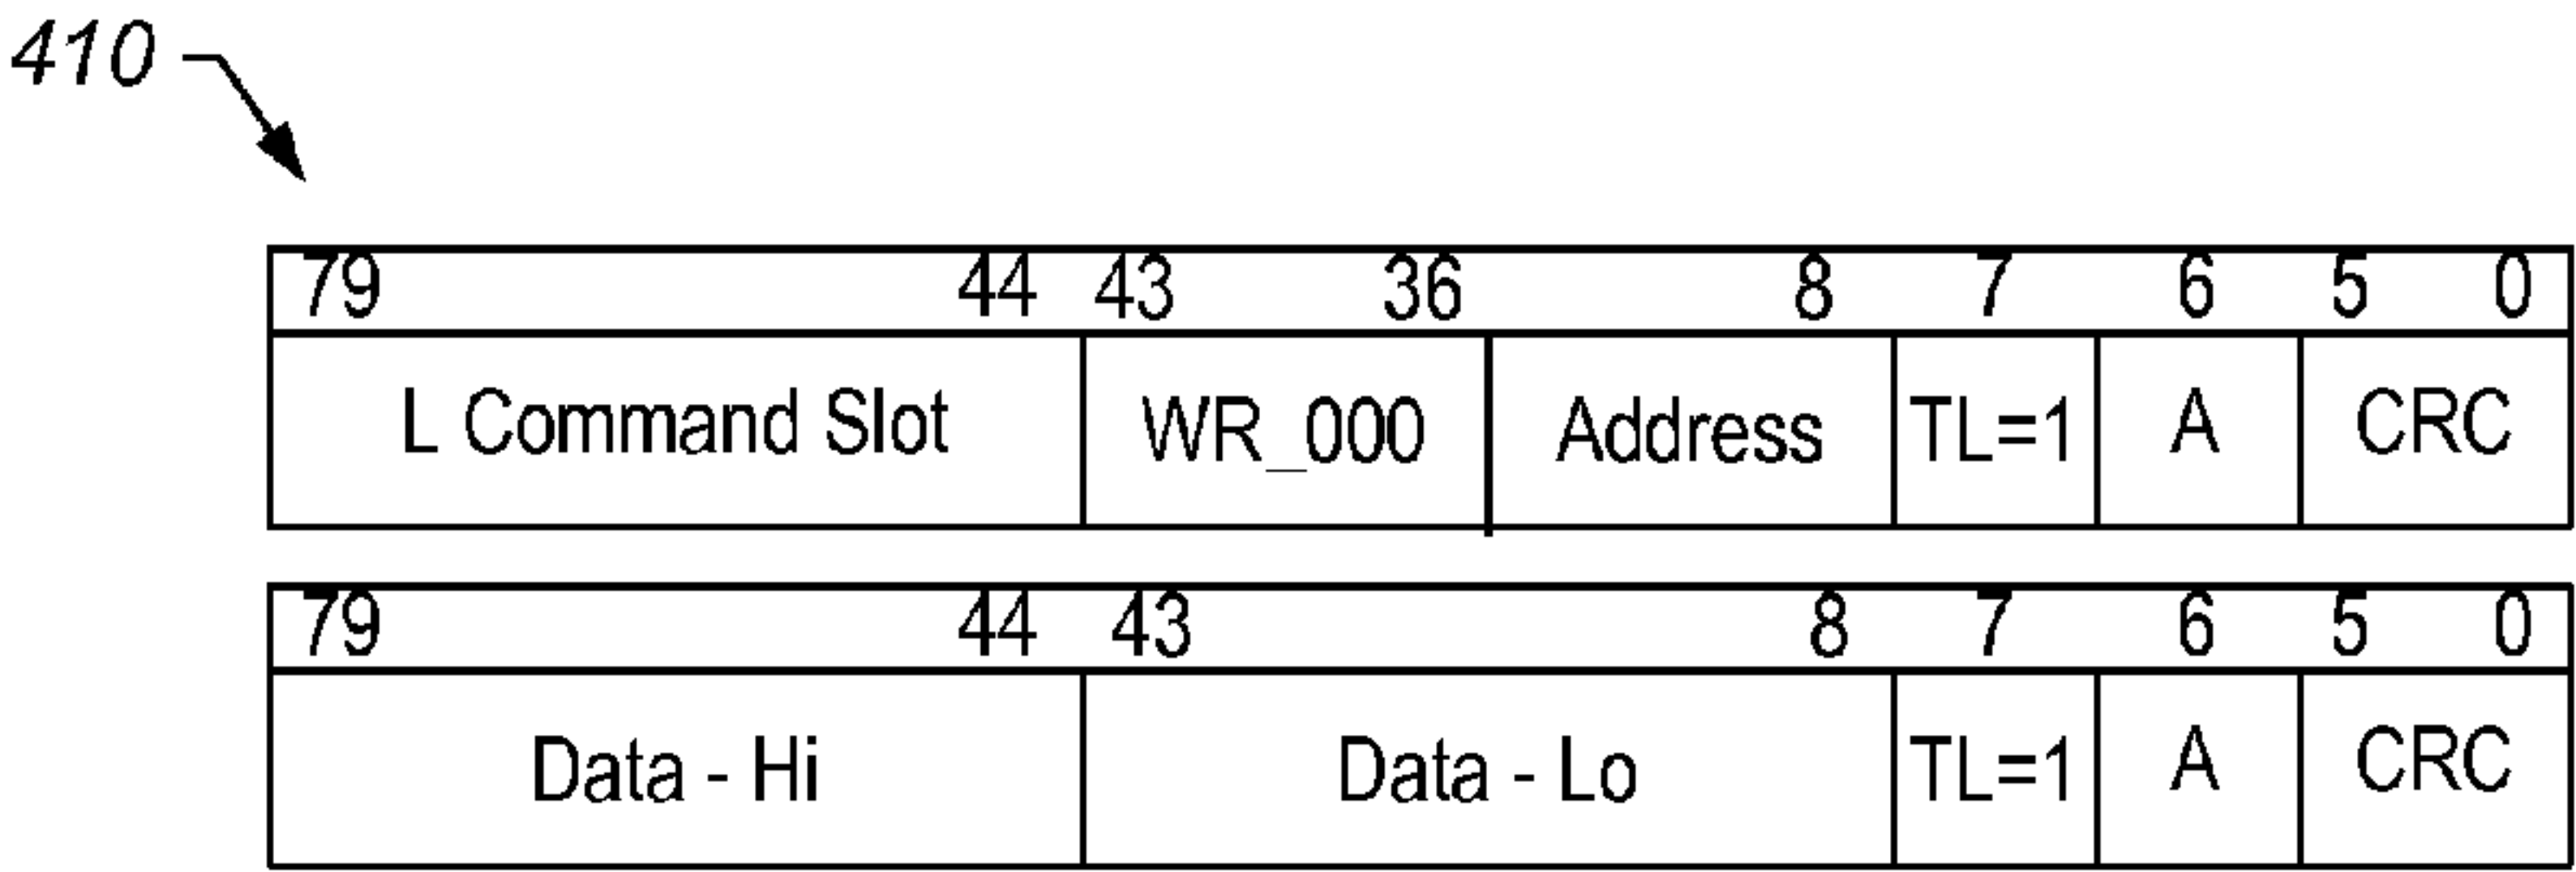 410
79 44 43 36 8 7 6 5 0
L Command Slot WR_000 Address TL=1 A CRC
79 44 43 8 7 6 5 0
Data - Hi Data - Lo TL=1 A CRC